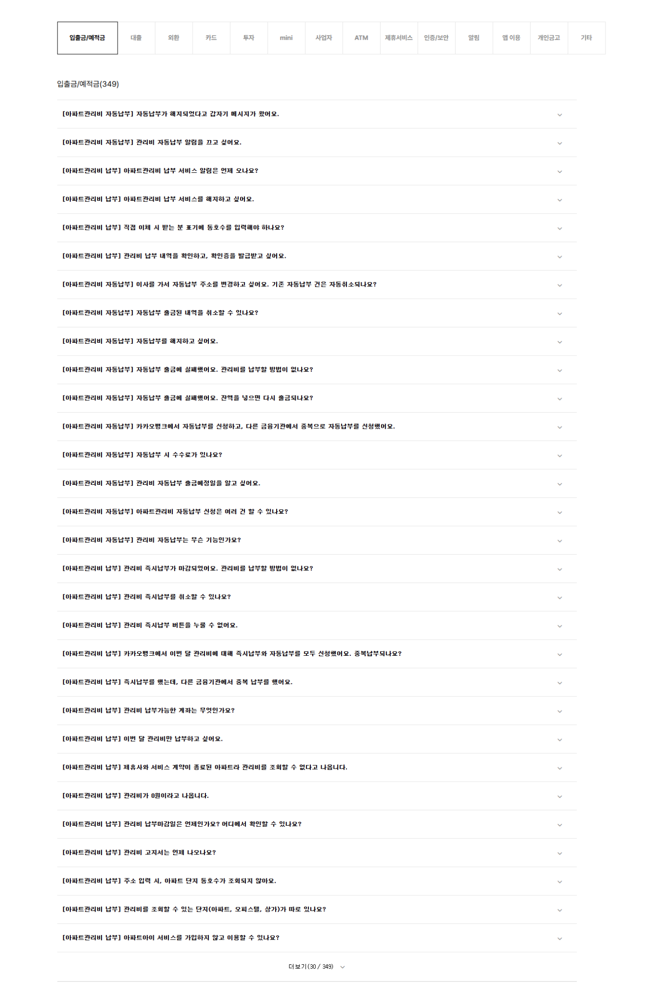 입출금/예적금 대출 외환 카드 투자 mini 사업자 ATM 제휴서비스 인증/보안 알림 앱 이용 개인금고 기타
입출금/예적금(349)
[아파트관리비 자동납부] 자동납부가 해지되었다고 갑자기 메시지가 왔어요.
[아파트관리비 자동납부] 관리비 자동납부 알림을 끄고 싶어요.
[아파트관리비 납부] 아파트관리비 납부 서비스 알림은 언제 오나요?
[아파트관리비 납부] 아파트관리비 납부 서비스를 해지하고 싶어요.
[아파트관리비 납부] 직접 이체 시 받는 분 표기에 동호수를 입력해야 하나요?
[아파트관리비 납부] 관리비 납부 내역을 확인하고, 확인증을 발급받고 싶어요.
[아파트관리비 자동납부] 이사를 가서 자동납부 주소를 변경하고 싶어요. 기존 자동납부 건은 자동취소되나요?
[아파트관리비 자동납부] 자동납부 출금된 내역을 취소할 수 있나요?
[아파트관리비 자동납부] 자동납부를 해지하고 싶어요.
[아파트관리비 자동납부] 자동납부 출금에 실패했어요. 관리비를 납부할 방법이 없나요?
[아파트관리비 자동납부] 자동납부 출금에 실패했어요. 잔액을 넣으면 다시 출금되나요?
[아파트관리비 자동납부] 카카오뱅크에서 자동납부를 신청하고, 다른 금융기관에서 중복으로 자동납부를 신청했어요.
[아파트관리비 자동납부] 자동납부 시 수수료가 있나요?
[아파트관리비 자동납부] 관리비 자동납부 출금예정일을 알고 싶어요.
[아파트관리비 자동납부] 아파트관리비 자동납부 신청은 여러 건 할 수 있나요?
[아파트관리비 자동납부] 관리비 자동납부는 무슨 기능인가요?
[아파트관리비 납부] 관리비 즉시납부가 마감되었어요. 관리비를 납부할 방법이 없나요?
[아파트관리비 납부] 관리비 즉시납부를 취소할 수 있나요?
[아파트관리비 납부] 관리비 즉시납부 버튼을 누룰 수 없어요.
[아파트관리비 납부] 카카오뱅크에서 이번 달 관리비에 대해 즉시납부와 자동납부를 모두 신청했어요. 중복납부되나요?
[아파트관리비 납부] 즉시납부를 했는데, 다른 금융기관에서 중복 납부를 했어요.
[아파트관리비 납부] 관리비 납부가능한 계좌는 무엇인가요?
[아파트관리비 납부] 이번 달 관리비만 납부하고 싶어요.
[아파트관리비 납부] 제휴사와 서비스 계약이 종료된 아파트라 관리비를 조회할 수 없다고 나옵니다.
[아파트관리비 납부] 관리비가 0원이라고 나옵니다.
[아파트관리비 납부] 관리비 납부마감일은 언제인가요? 어디에서 확인할 수 있나요?
[아파트관리비 납부] 관리비 고지서는 언제 나오나요?
[아파트관리비 납부] 주소 입력 시, 아파트 단지 동호수가 조회되지 않아요.
[아파트관리비 납부] 관리비를 조회할 수 있는 단지(아파트, 오피스텔, 상가)가 따로 있나요?
[아파트관리비 납부] 아파트아이 서비스를 가입하지 않고 이용할 수 있나요?
더보기(30 / 349)